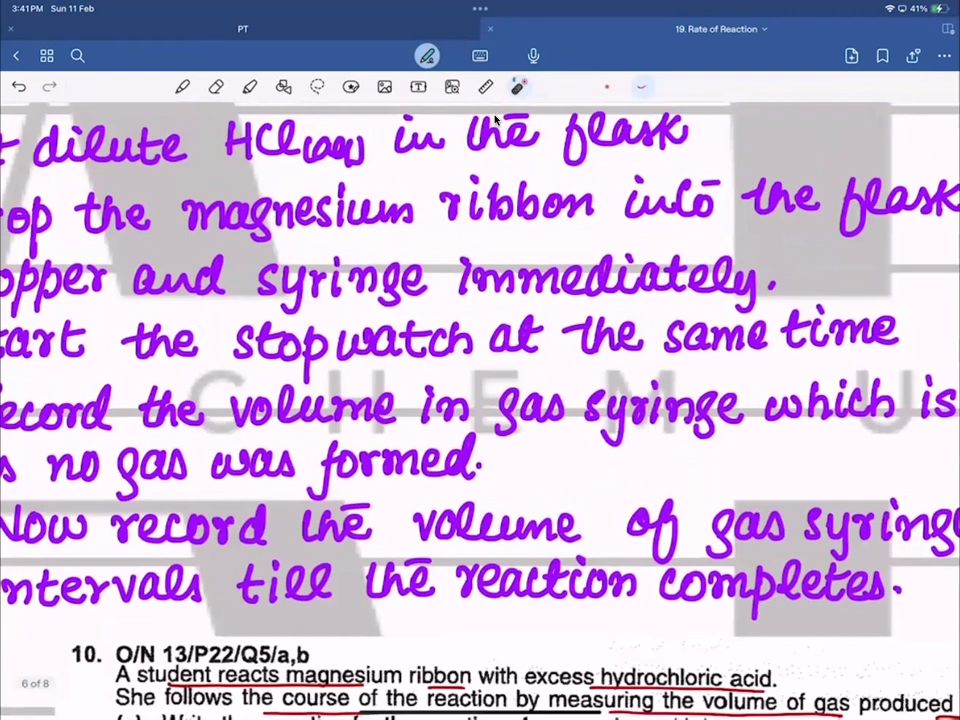 3:41 PM Sun 11 Feb
41%
PT
19. Rate of Reaction
dilute HCl(aq) in the flask
op the magnesium ribbon into the flask
opper and syringe immediately.
art the stopwatch at the same time
ecord the volume in gas syringe which is
s no gas was formed.
Now record the volume of gas syringe
ntervals till the reaction completes.
C H E M U
6 of 8
10. O/N 13/P22/Q5/a,b
A student reacts magnesium ribbon with excess hydrochloric acid.
She follows the course of the reaction by measuring the volume of gas produced